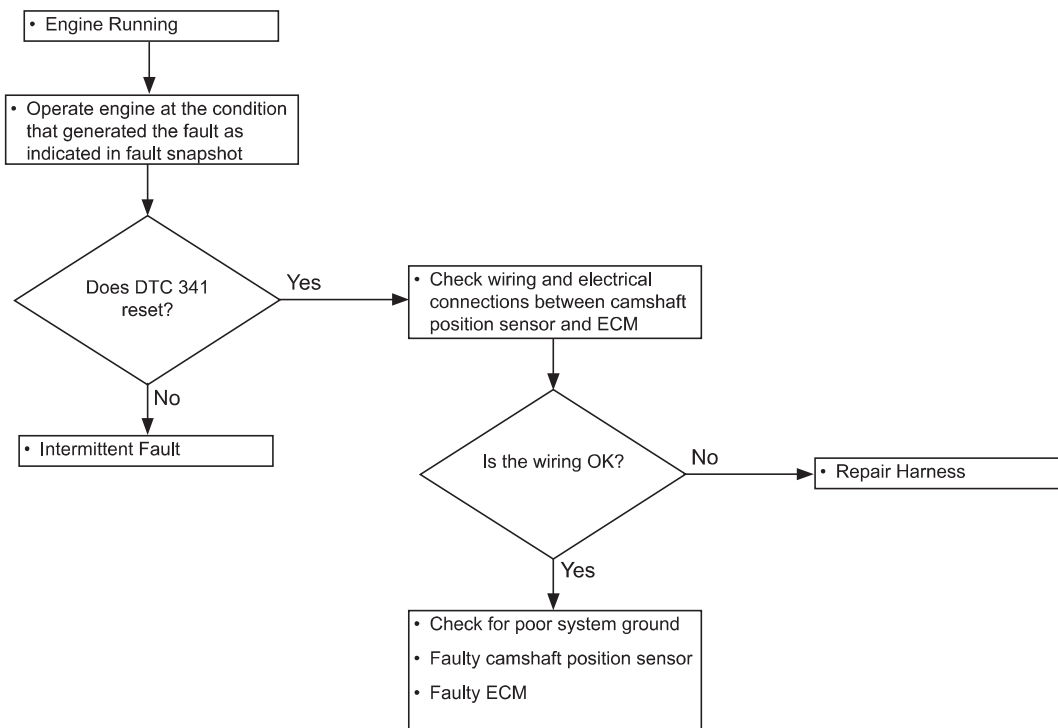 • Engine Running
• Operate engine at the condition
that generated the fault as
indicated in fault snapshot
Does DTC 341
reset?
Yes
No
• Intermittent Fault
• Check wiring and electrical
connections between camshaft
position sensor and ECM
Is the wiring OK?
No
• Repair Harness
Yes
• Check for poor system ground
• Faulty camshaft position sensor
• Faulty ECM